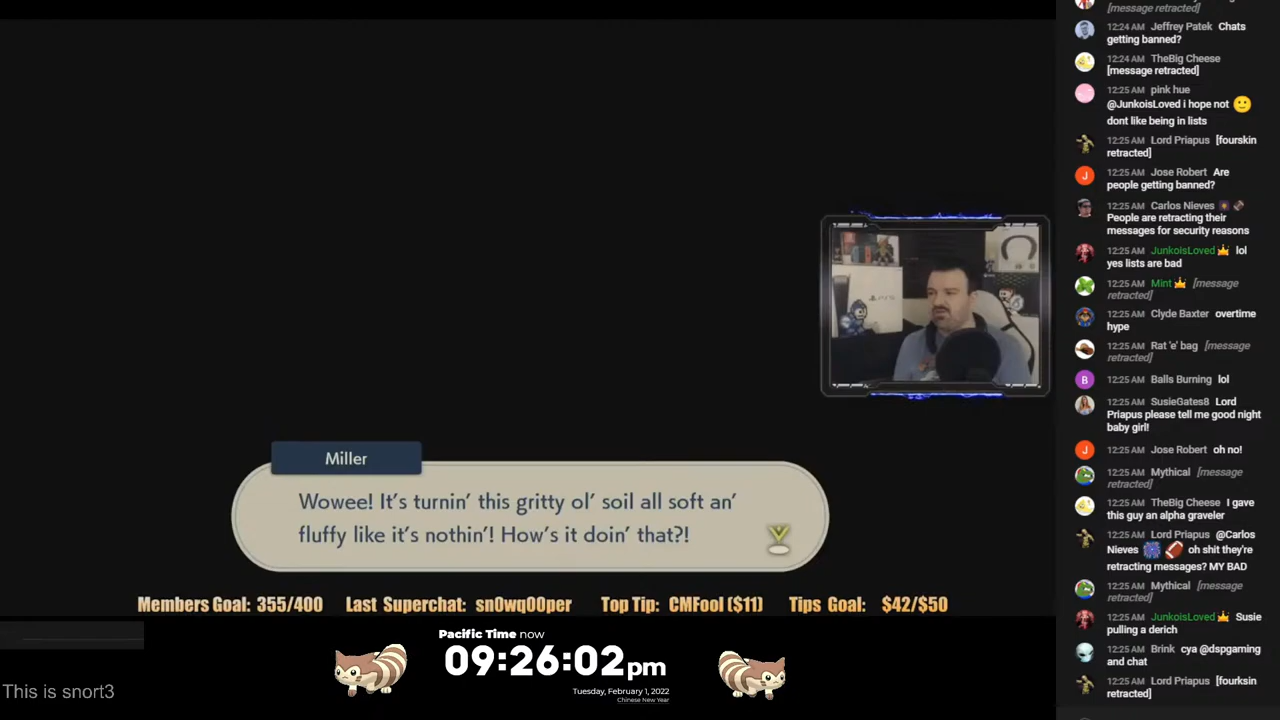 Miller
Wowee! It's turnin' this gritty ol' soil all soft an'
fluffy like it's nothin'! How's it doin' that?!
Members Goal: 355/400 Last Superchat: sn0wq00per Top Tip: CMFool ($11) Tips Goal: $42/$50
Pacific Time now
09:26:02pm
Tuesday, February 1, 2022
Chinese New Year
This is snort3
[message retracted]
12:24 AM Jeffrey Patek Chats
getting banned?
12:24 AM TheBig Cheese
[message retracted]
12:25 AM pink hue
@JunkoisLoved i hope not
dont like being in lists
12:25 AM Lord Priapus [fourskin
retracted]
J
12:25 AM Jose Robert Are
people getting banned?
12:25 AM Carlos Nieves
People are retracting their
messages for security reasons
12:25 AM JunkoisLoved lol
yes lists are bad
12:25 AM Mint [message
retracted]
12:25 AM Clyde Baxter overtime
hype
12:25 AM Rat 'e' bag [message
retracted]
B
12:25 AM Balls Burning lol
12:25 AM SusieGates8 Lord
Priapus please tell me good night
baby girl!
J
12:25 AM Jose Robert oh no!
12:25 AM Mythical [message
retracted]
12:25 AM TheBig Cheese I gave
this guy an alpha graveler
12:25 AM Lord Priapus @Carlos
Nieves oh shit they're
retracting messages? MY BAD
12:25 AM Mythical [message
retracted]
12:25 AM JunkoisLoved Susie
pulling a derich
12:25 AM Brink cya @dspgaming
and chat
12:25 AM Lord Priapus [fourksin
retracted]